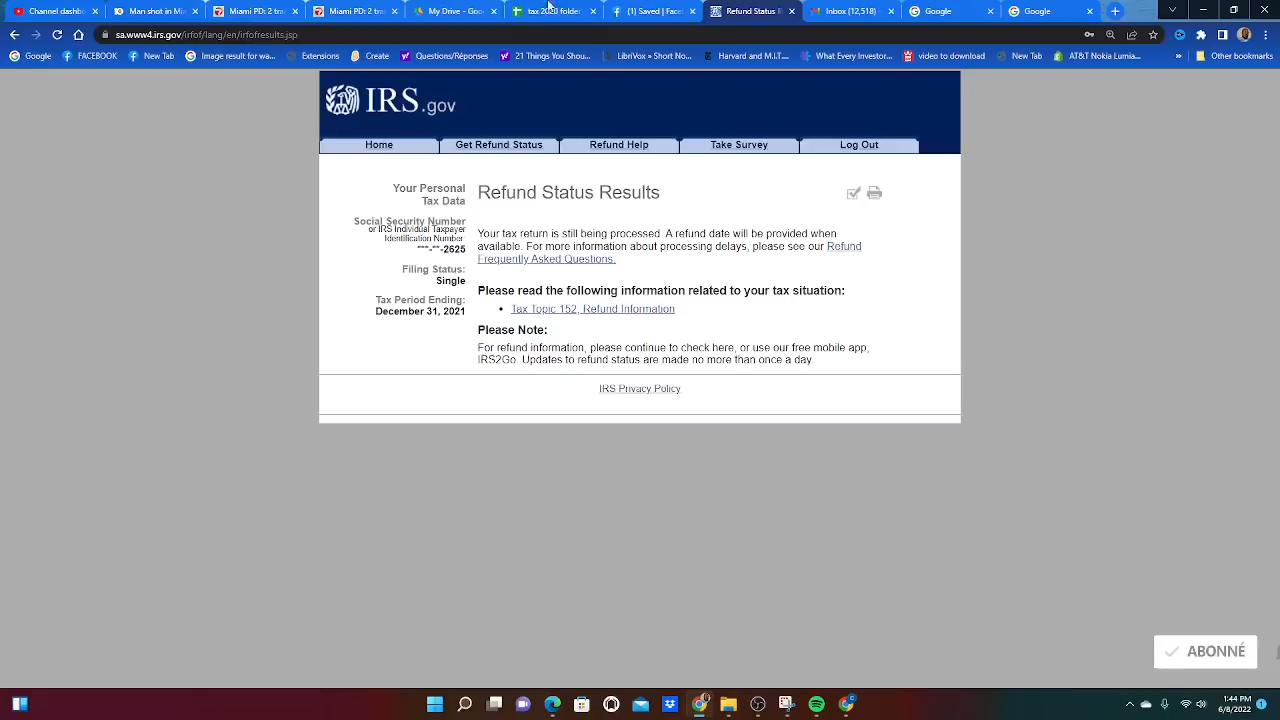 Channel dashb
Man shot in Mi
Miami PD: 2 tra
Miami PD: 2 tra
My Drive - Goo
tax 2020 folder
(1) Saved | Face
Refund Status R
Inbox (12,518)
Google
Google
sa.www4.irs.gov/irfof/lang/en/irfofresults.jsp
Google
FACEBOOK
New Tab
Image result for wa...
Extensions
Create
Questions/Réponses
21 Things You Shou...
LibriVox » Short No...
Harvard and M.I.T....
What Every Investor...
video to download
New Tab
AT&T Nokia Lumia...
»
Other bookmarks
IRS.gov
Home
Get Refund Status
Refund Help
Take Survey
Log Out
Your Personal
Tax Data
Social Security Number
or IRS Individual Taxpayer
Identification Number
***-**-2625
Filing Status:
Single
Tax Period Ending:
December 31, 2021
Refund Status Results
Your tax return is still being processed. A refund date will be provided when
available. For more information about processing delays, please see our Refund
Frequently Asked Questions.
Please read the following information related to your tax situation:
• Tax Topic 152, Refund Information
Please Note:
For refund information, please continue to check here, or use our free mobile app,
IRS2Go. Updates to refund status are made no more than once a day.
IRS Privacy Policy
ABONNÉ
1:44 PM
6/8/2022